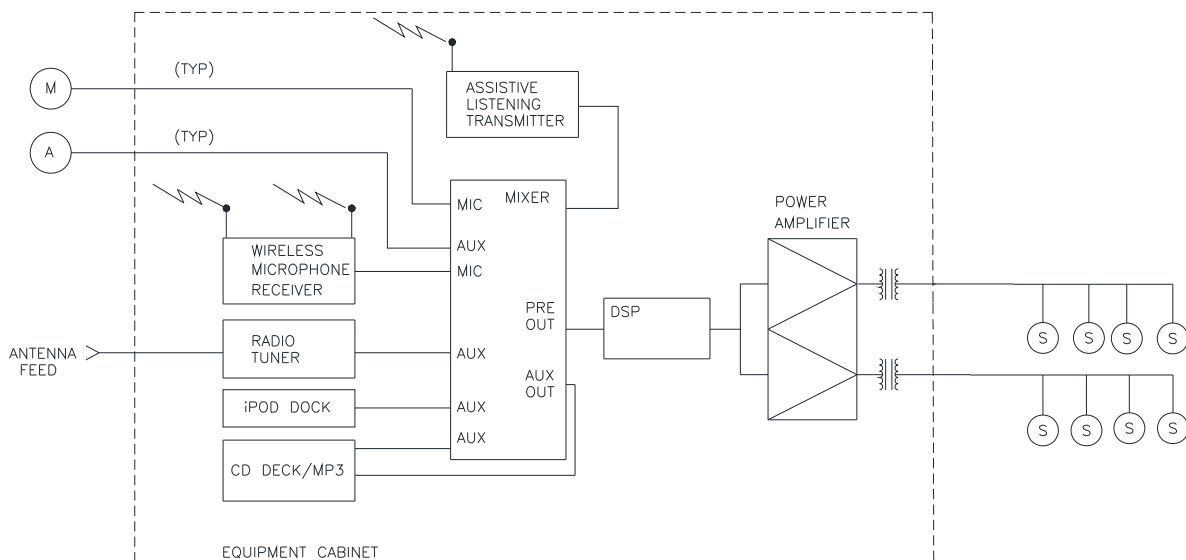 (TYP)
M
(TYP)
A
ASSISTIVE
LISTENING
TRANSMITTER
MIC
MIXER
AUX
MIC
WIRELESS
MICROPHONE
RECEIVER
POWER
AMPLIFIER
PRE
OUT
DSP
ANTENNA
FEED
RADIO
TUNER
AUX
AUX
OUT
iPOD DOCK
AUX
AUX
CD DECK/MP3
S S S S
S S S S
EQUIPMENT CABINET